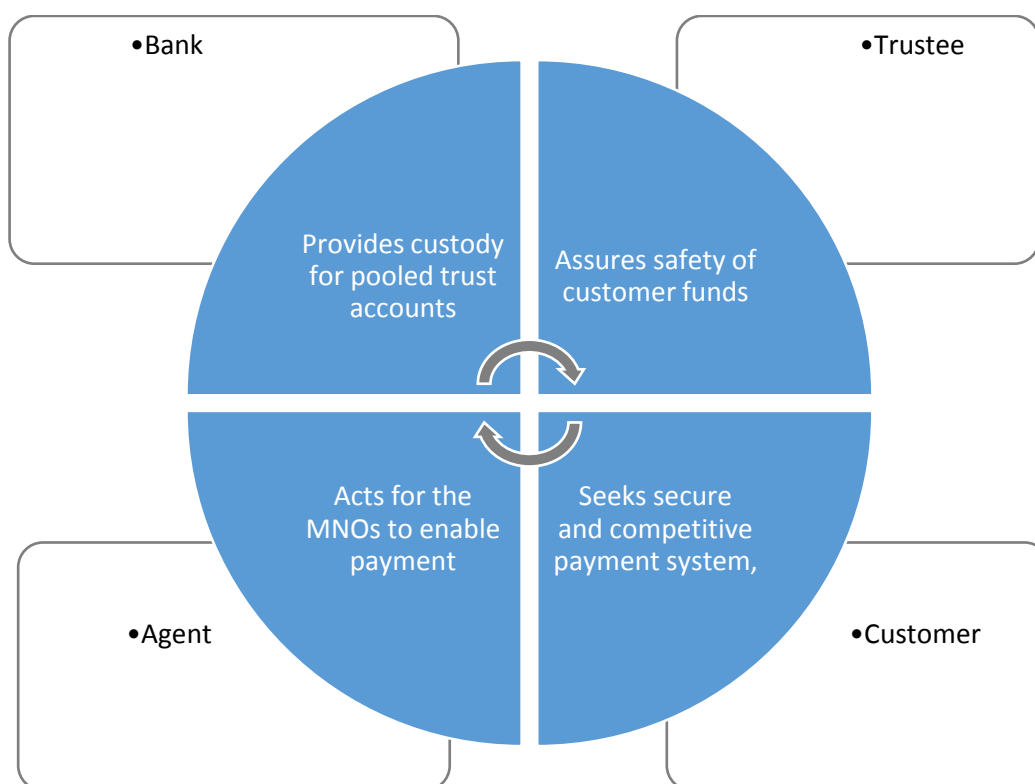 •Bank
•Trustee
Provides custody
for pooled trust
accounts
Assures safety of
customer funds
Acts for the
MNOs to enable
payment
Seeks secure
and competitive
payment system,
•Agent
•Customer